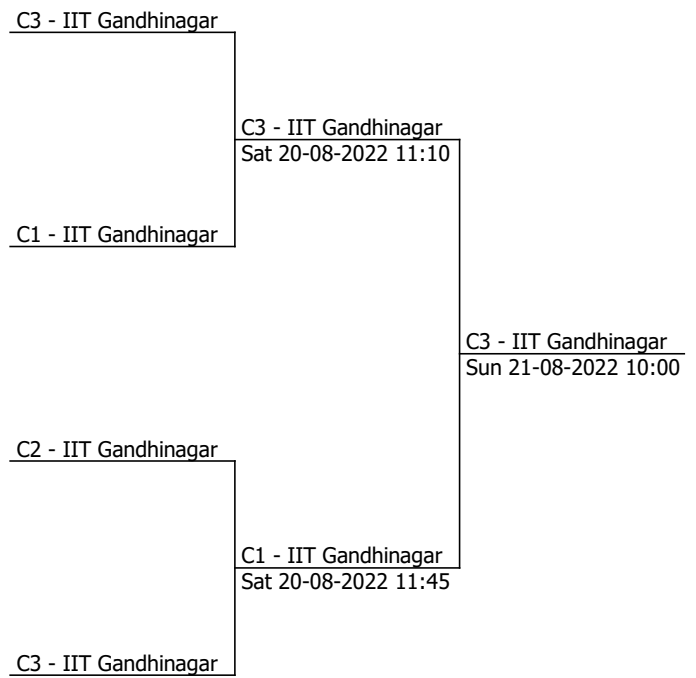 C3 - IIT Gandhinagar
C3 - IIT Gandhinagar
Sat 20-08-2022 11:10
C1 - IIT Gandhinagar
C3 - IIT Gandhinagar
Sun 21-08-2022 10:00
C2 - IIT Gandhinagar
C1 - IIT Gandhinagar
Sat 20-08-2022 11:45
C3 - IIT Gandhinagar